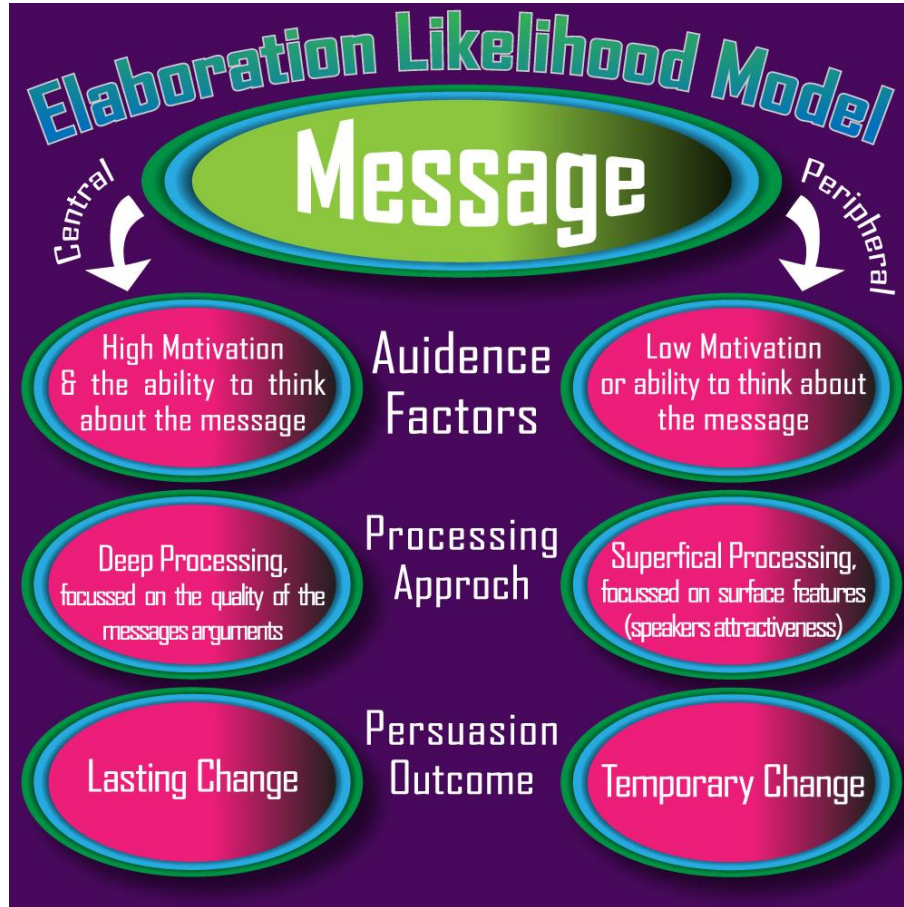 Elaboration Likelihood Model
Message
Central
Peripheral
High Motivation
& the ability to think
about the message
Auidence
Factors
Low Motivation
or ability to think about
the message
Deep Processing,
focussed on the quality of the
messages arguments
Processing
Approch
Superfical Processing,
focussed on surface features
(speakers attractiveness)
Lasting Change
Persuasion
Outcome
Temporary Change